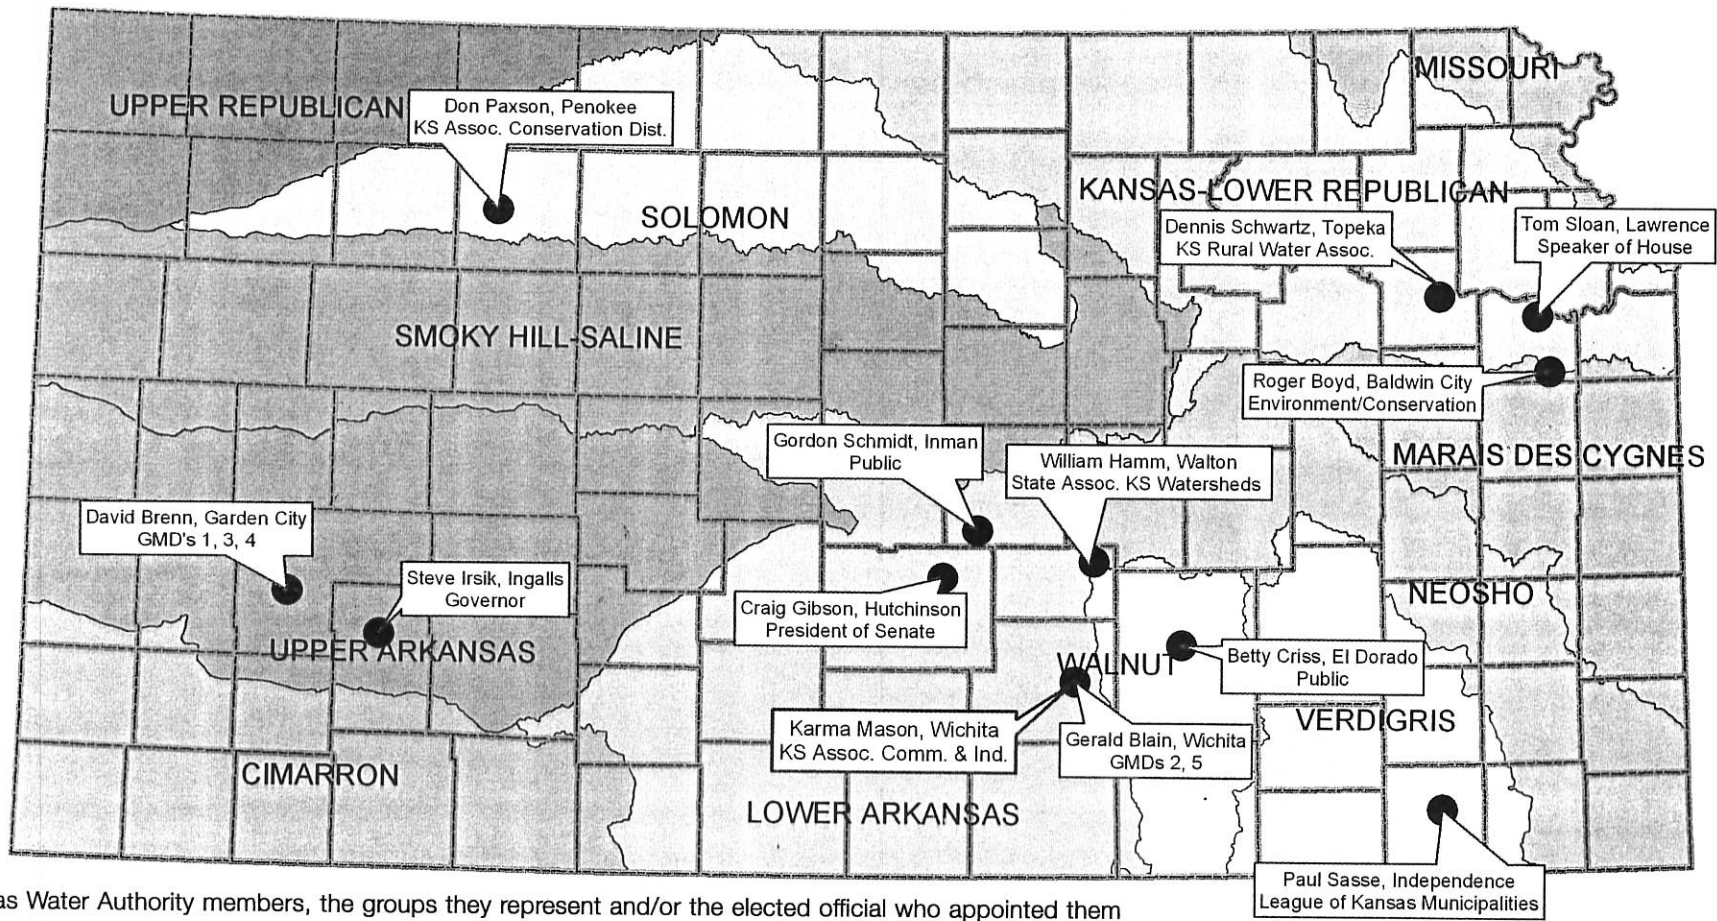 MISSOURI
UPPER REPUBLICAN
Don Paxson, Penokee
KS Assoc. Conservation Dist.
KANSAS-LOWER REPUBLICAN
SOLOMON
Dennis Schwartz, Topeka
KS Rural Water Assoc.
Tom Sloan, Lawrence
Speaker of House
SMOKY HILL-SALINE
Roger Boyd, Baldwin City
Environment/Conservation
Gordon Schmidt, Inman
Public
William Hamm, Walton
State Assoc. KS Watersheds
MARAIS DES CYGNES
David Brenn, Garden City
GMD's 1, 3, 4
Steve Irsik, Ingalls
Governor
Craig Gibson, Hutchinson
President of Senate
NEOSHO
UPPER ARKANSAS
WALNUT
Betty Criss, El Dorado
Public
Karma Mason, Wichita
KS Assoc. Comm. & Ind.
Gerald Blain, Wichita
GMDs 2, 5
VERDIGRIS
CIMARRON
LOWER ARKANSAS
Paul Sasse, Independence
League of Kansas Municipalities
as Water Authority members, the groups they represent and/or the elected official who appointed them